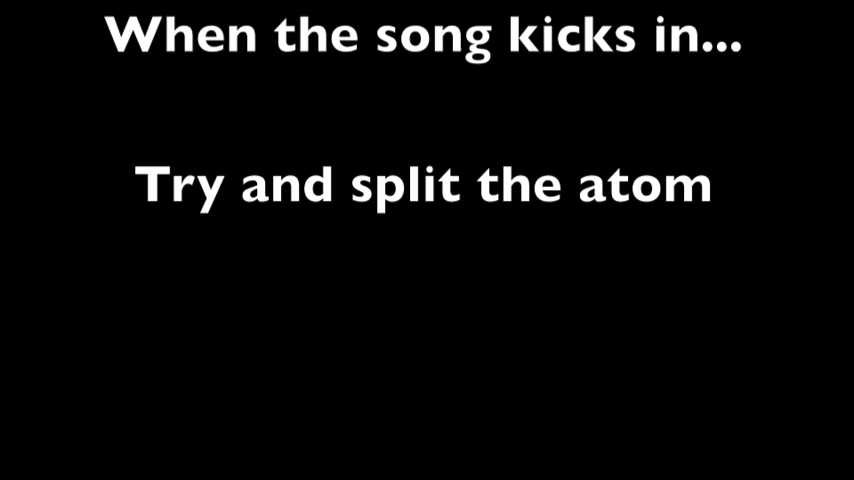 When the song kicks in...
Try and split the atom